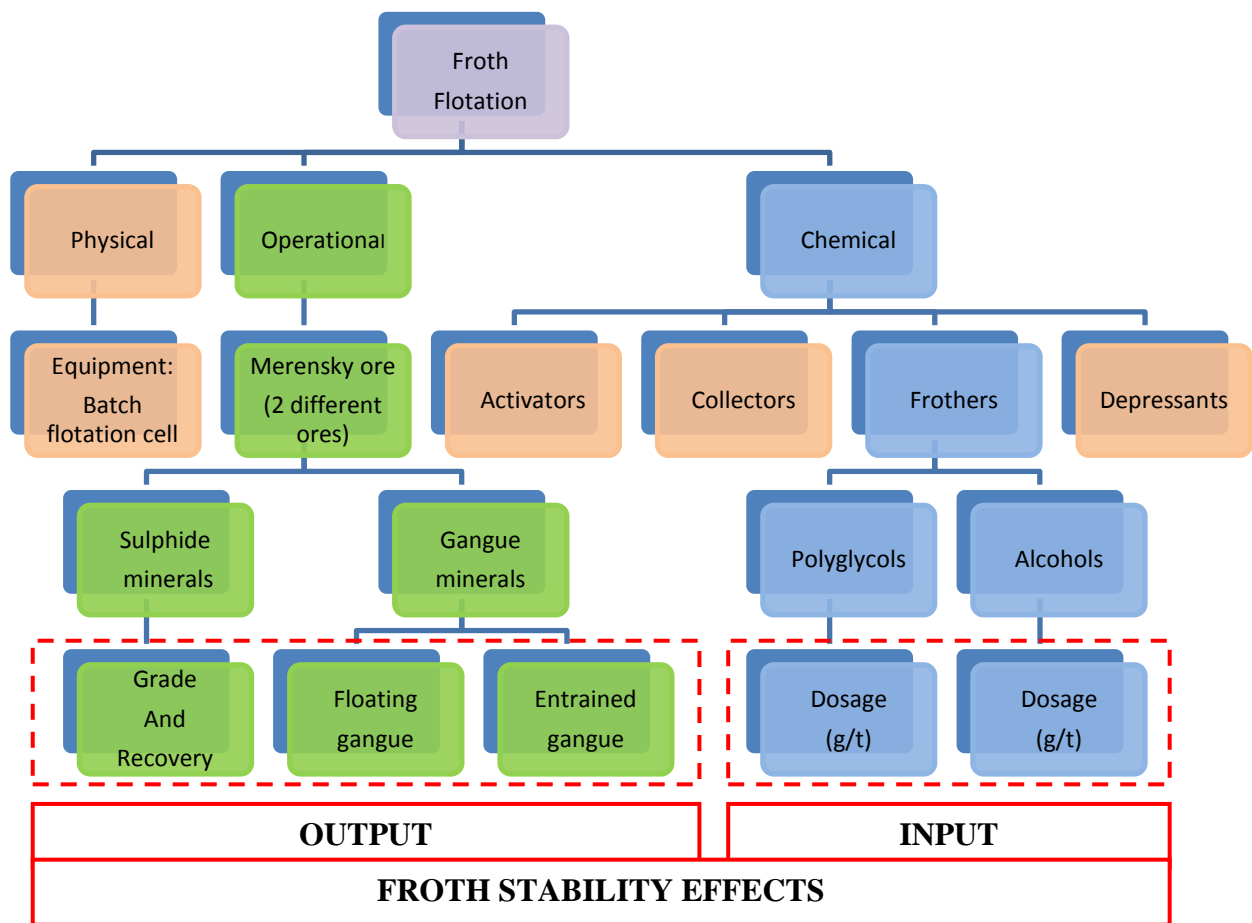 Froth
Flotation
Physical
Operational
Chemical
Equipment:
Batch
flotation cell
Merensky ore
(2 different
ores)
Activators
Collectors
Frothers
Depressants
Sulphide
minerals
Gangue
minerals
Polyglycols
Alcohols
Grade
And
Recovery
Floating
gangue
Entrained
gangue
Dosage
(g/t)
Dosage
(g/t)
OUTPUT
INPUT
FROTH STABILITY EFFECTS